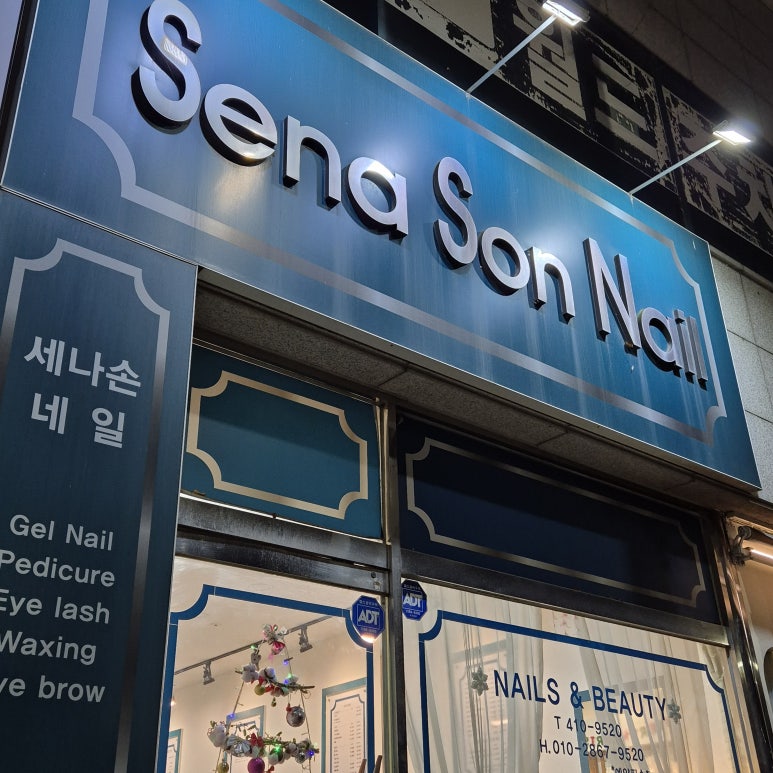 Sena Son Nail
세나손
네 일
Gel Nail
Pedicure
Eye lash
Waxing
ye brow
ADT
ADT
NAILS & BEAUTY
T 410-9520
H.010-2867-9520